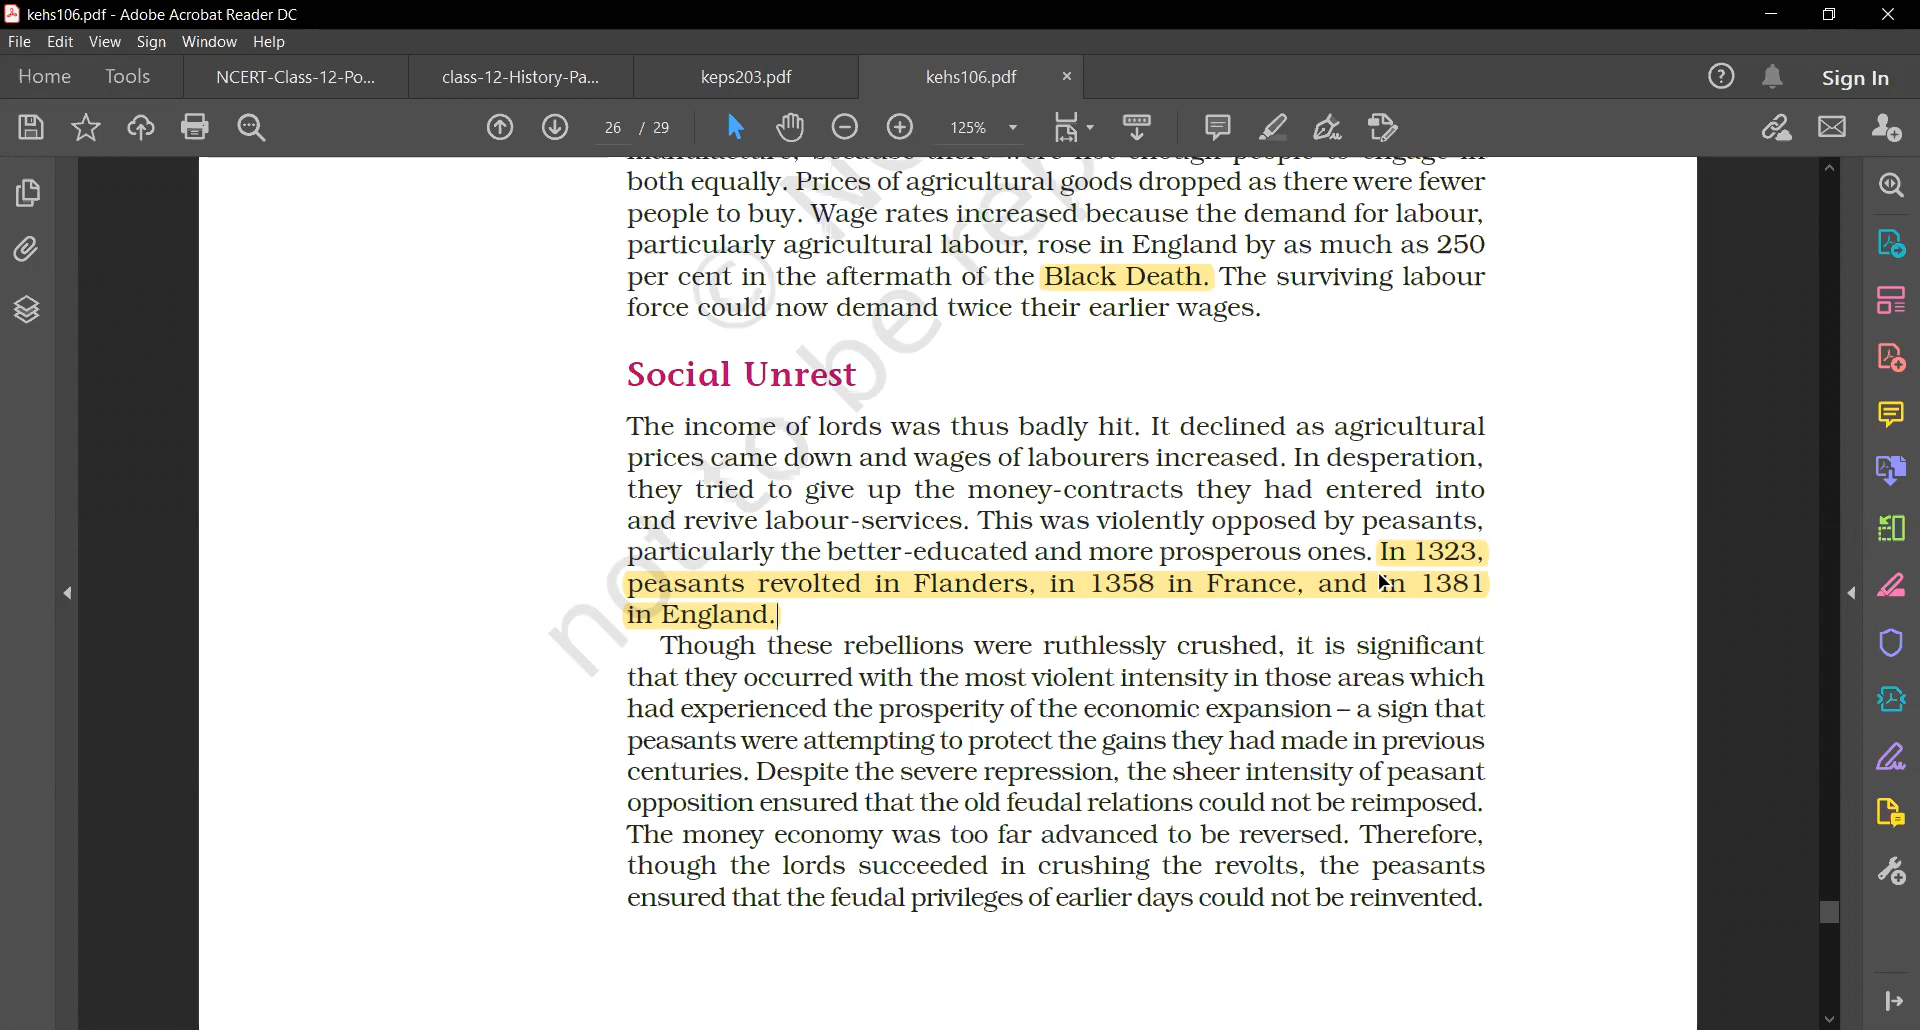 kehs106.pdf - Adobe Acrobat Reader DC
File Edit View Sign Window Help
Home Tools NCERT-Class-12-Po... class-12-History-Pa... keps203.pdf kehs106.pdf × Sign In
26 / 29 125%
manufacture, because there were not enough people to engage in
both equally. Prices of agricultural goods dropped as there were fewer
people to buy. Wage rates increased because the demand for labour,
particularly agricultural labour, rose in England by as much as 250
per cent in the aftermath of the Black Death. The surviving labour
force could now demand twice their earlier wages.
Social Unrest
The income of lords was thus badly hit. It declined as agricultural
prices came down and wages of labourers increased. In desperation,
they tried to give up the money-contracts they had entered into
and revive labour-services. This was violently opposed by peasants,
particularly the better-educated and more prosperous ones. In 1323,
peasants revolted in Flanders, in 1358 in France, and in 1381
in England.
Though these rebellions were ruthlessly crushed, it is significant
that they occurred with the most violent intensity in those areas which
had experienced the prosperity of the economic expansion – a sign that
peasants were attempting to protect the gains they had made in previous
centuries. Despite the severe repression, the sheer intensity of peasant
opposition ensured that the old feudal relations could not be reimposed.
The money economy was too far advanced to be reversed. Therefore,
though the lords succeeded in crushing the revolts, the peasants
ensured that the feudal privileges of earlier days could not be reinvented.
©
not to be